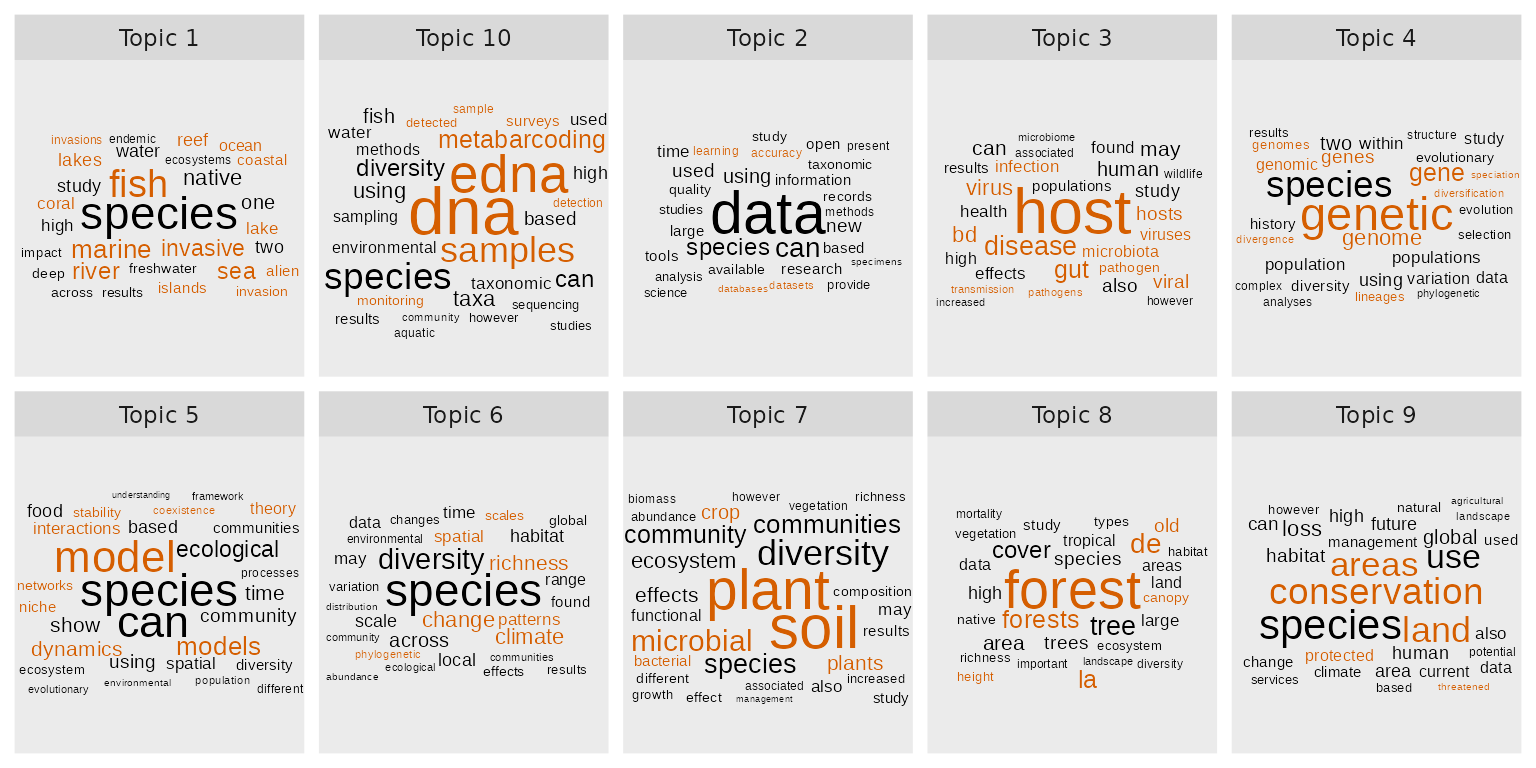 Topic 1
invasions endemic reef ocean
lakes water ecosystems coastal
study fish native
coral species one
high lake
impact marine invasive two
deep river freshwater sea alien
across results islands invasion
Topic 10
sample
fish detected surveys used
water metabarcoding
methods
diversity edna high
using dna detection
sampling based
environmental samples
species taxonomic can
monitoring taxa sequencing
results community however studies
aquatic
Topic 2
study
time learning accuracy open present
used using taxonomic
quality information
studies data records
methods
large new
tools species can based
analysis available research specimens
science databases datasets provide
Topic 3
microbiome
can associated found may
results infection human wildlife
virus populations study
health host hosts
bd disease viruses
high microbiota
effects gut pathogen
transmission pathogens also viral
increased however
Topic 4
results two within structure study
genomes
genomic genes evolutionary
species gene speciation
diversification
history genetic evolution
divergence genome selection
population populations
complex diversity using variation data
analyses lineages phylogenetic
Topic 5
understanding framework
food stability coexistence theory
interactions based communities
model ecological
networks species processes
time
niche can community
show
dynamics models
ecosystem using spatial diversity
evolutionary environmental population different
Topic 6
data changes time scales global
environmental spatial habitat
may diversity richness
variation species range
distribution found
scale change patterns
community across climate
phylogenetic local communities
abundance ecological effects results
Topic 7
biomass however vegetation richness
abundance crop communities
community
ecosystem diversity
effects plant composition
functional soil may
microbial results
bacterial species plants
different associated also increased
growth effect management study
Topic 8
mortality study types old
vegetation tropical de
cover species habitat
data areas
high forest land
canopy
native forests tree large
area trees ecosystem
richness important landscape diversity
height la
Topic 9
however high natural agricultural
can loss future landscape
management global used
habitat areas use
conservation
species land also
change protected human potential
services climate area current data
based threatened